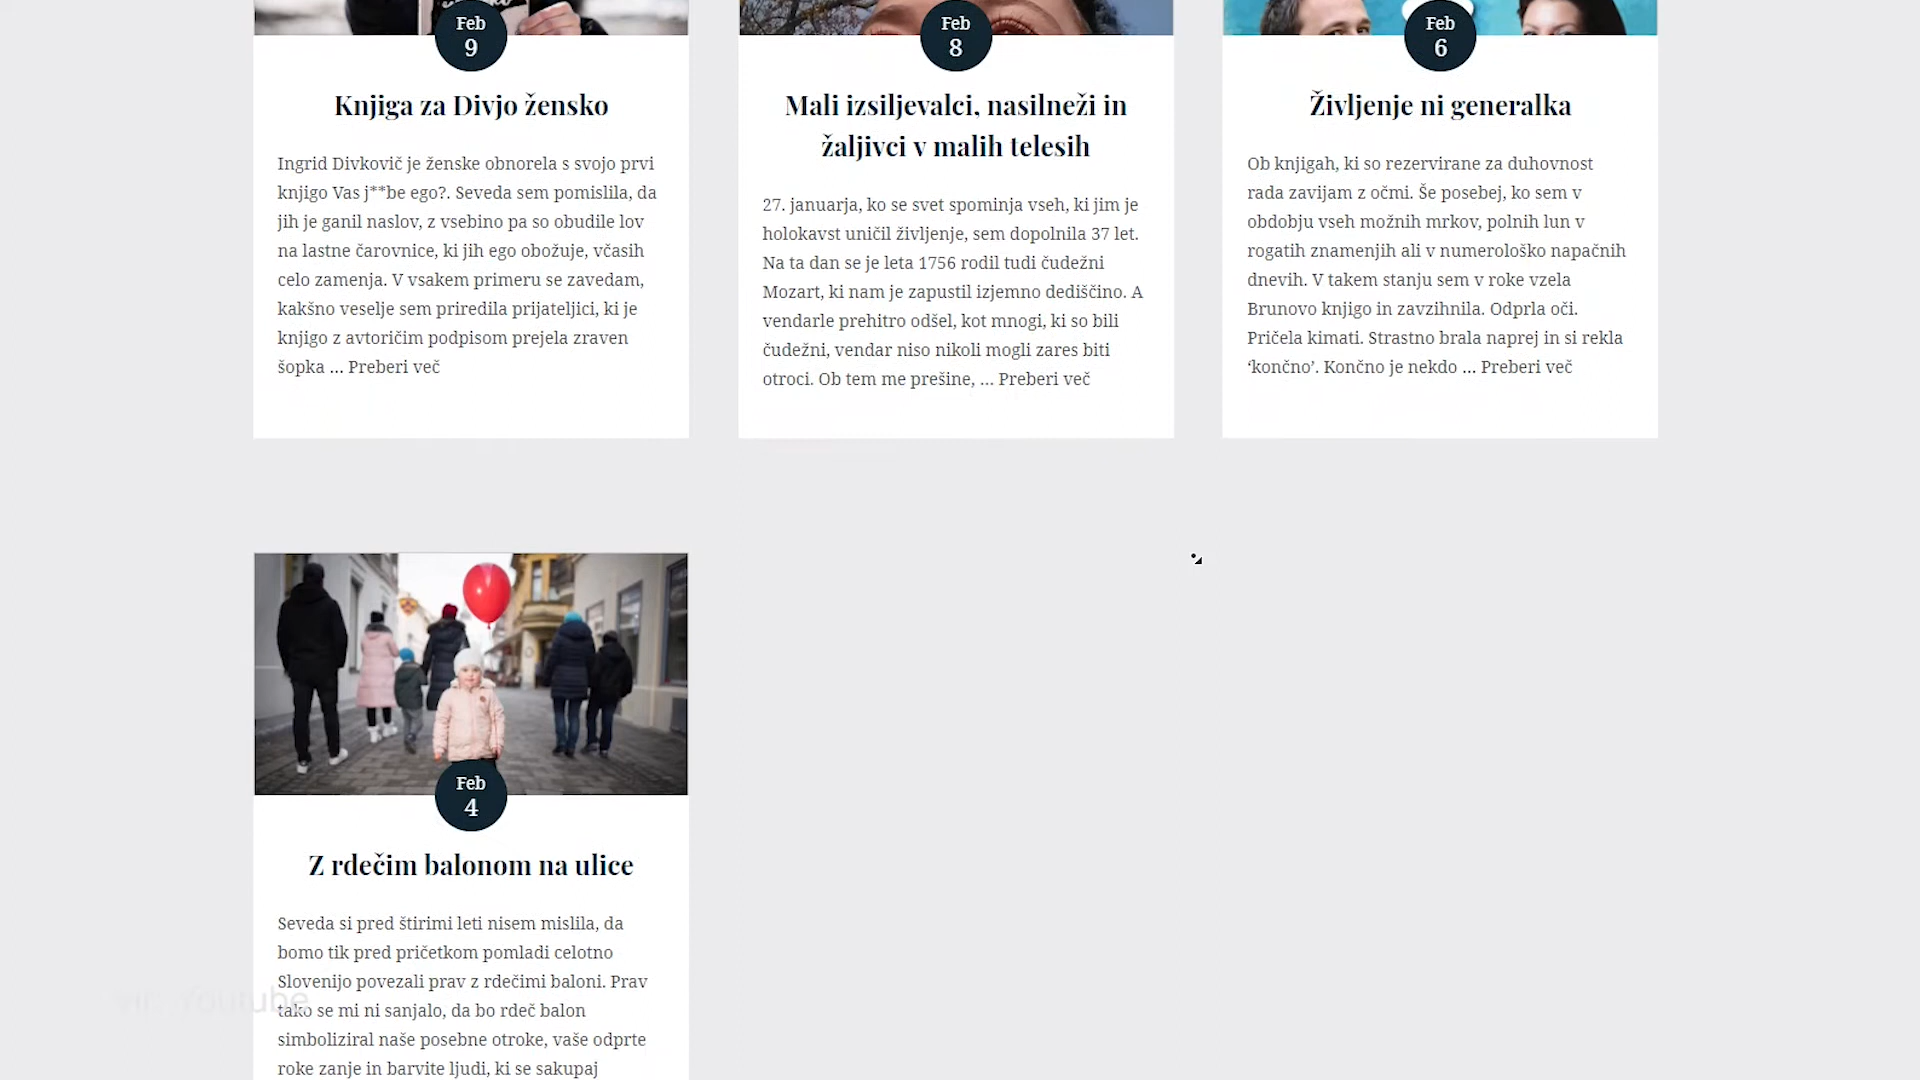 Feb
9
Knjiga za Divjo žensko
Ingrid Divkovič je ženske obnorela s svojo prvi
knjigo Vas j**be ego?. Seveda sem pomislila, da
jih je ganil naslov, z vsebino pa so obudile lov
na lastne čarovnice, ki jih ego obožuje, včasih
celo zamenja. V vsakem primeru se zavedam,
kakšno veselje sem priredila prijateljici, ki je
knjigo z avtoričim podpisom prejela zraven
šopka ... Preberi več
Feb
8
Mali izsiljevalci, nasilneži in
žaljivci v malih telesih
27. januarja, ko se svet spominja vseh, ki jim je
holokavst uničil življenje, sem dopolnila 37 let.
Na ta dan se je leta 1756 rodil tudi čudežni
Mozart, ki nam je zapustil izjemno dediščino. A
vendarle prehitro odšel, kot mnogi, ki so bili
čudežni, vendar niso nikoli mogli zares biti
otroci. Ob tem me prešine, ... Preberi več
Feb
6
Življenje ni generalka
Ob knjigah, ki so rezervirane za duhovnost
rada zavijam z očmi. Še posebej, ko sem v
obdobju vseh možnih mrkov, polnih lun v
rogatih znamenjih ali v numerološko napačnih
dnevih. V takem stanju sem v roke vzela
Brunovo knjigo in zavzihnila. Odprla oči.
Pričela kimati. Strastno brala naprej in si rekla
‘končno’. Končno je nekdo ... Preberi več
Feb
4
Z rdečim balonom na ulice
Seveda si pred štirimi leti nisem mislila, da
bomo tik pred pričetkom pomladi celotno
Slovenijo povezali prav z rdečimi baloni. Prav
tako se mi ni sanjalo, da bo rdeč balon
simboliziral naše posebne otroke, vaše odprte
roke zanje in barvite ljudi, ki se sakupaj
Youtube